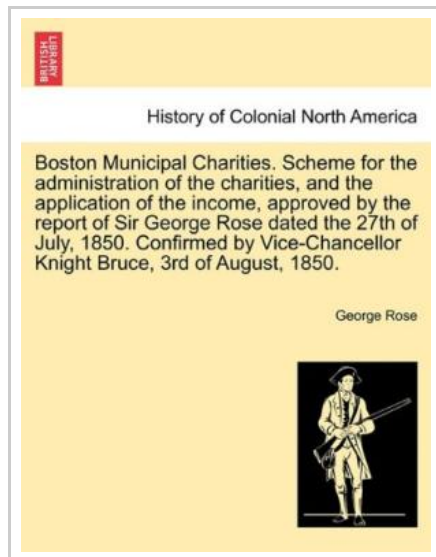 BRITISH
LIBRARY
History of Colonial North America
Boston Municipal Charities. Scheme for the
administration of the charities, and the
application of the income, approved by the
report of Sir George Rose dated the 27th of
July, 1850. Confirmed by Vice-Chancellor
Knight Bruce, 3rd of August, 1850.
George Rose